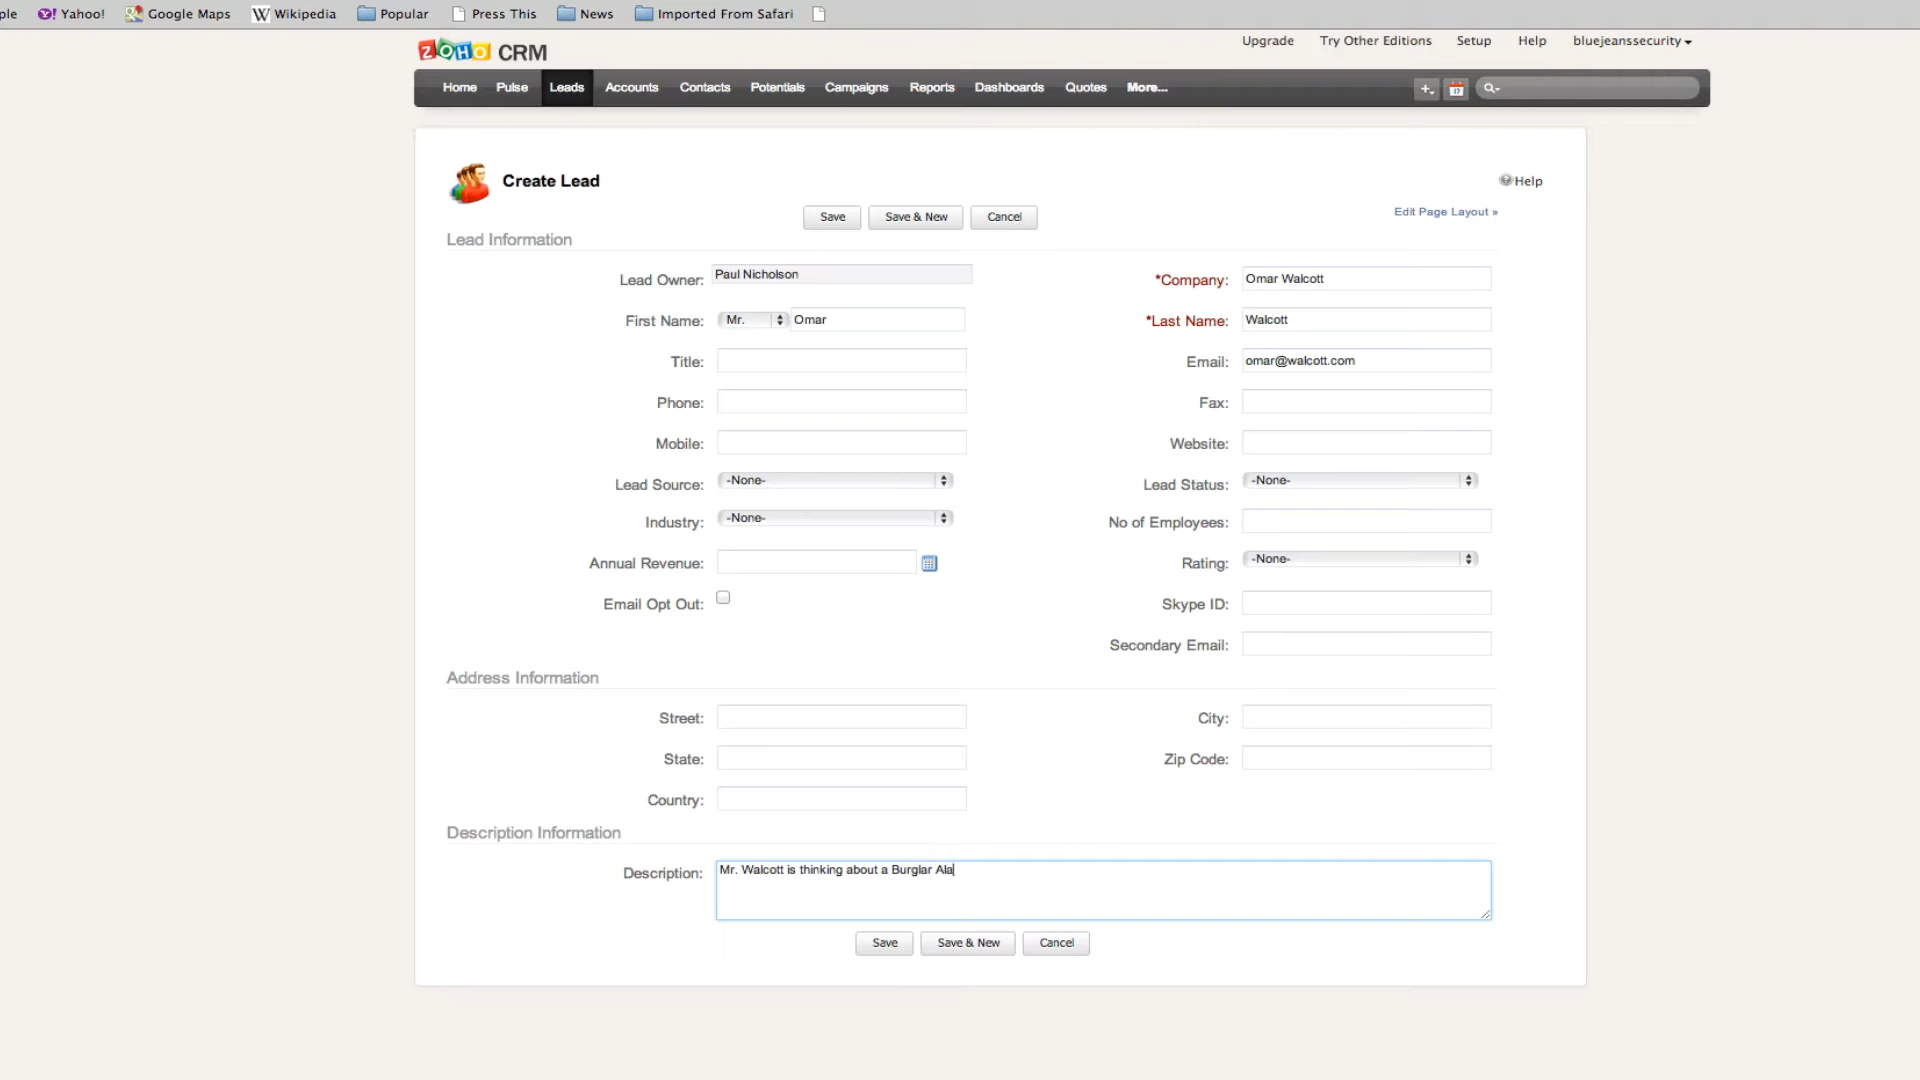 ple Yahoo! Google Maps W Wikipedia Popular Press This News Imported From Safari
ZOHO CRM
Upgrade Try Other Editions Setup Help bluejeanssecurity
Home Pulse Leads Accounts Contacts Potentials Campaigns Reports Dashboards Quotes More...
Create Lead
Help
Save Save & New Cancel
Edit Page Layout »
Lead Information
Lead Owner: Paul Nicholson *Company: Omar Walcott
First Name: Mr. Omar *Last Name: Walcott
Title: Email: omar@walcott.com
Phone: Fax:
Mobile: Website:
Lead Source: -None- Lead Status: -None-
Industry: -None- No of Employees:
Annual Revenue: Rating: -None-
Email Opt Out: Skype ID:
Secondary Email:
Address Information
Street: City:
State: Zip Code:
Country:
Description Information
Description: Mr. Walcott is thinking about a Burglar Ala
Save Save & New Cancel